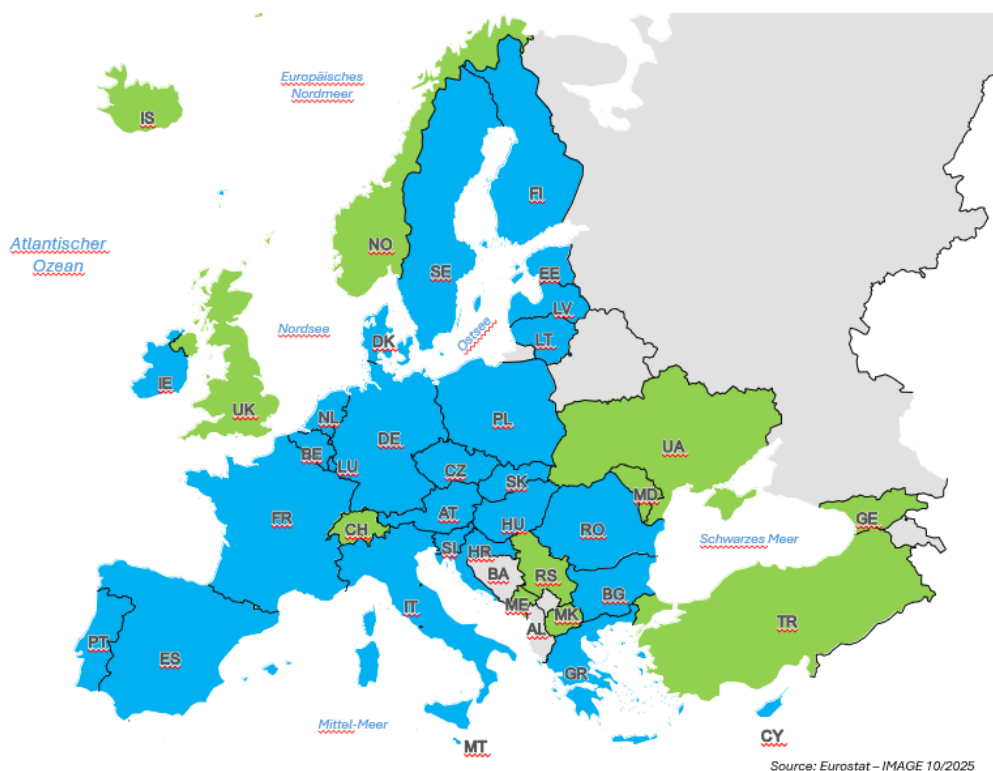 Europäisches
Nordmeer
IS
FI
Atlantischer
Ozean
NO
SE
EE
LV
Nordsee
Ostsee
DK
LT
IE
UK
NL
DE
PL
BE
LU
CZ
UA
SK
MD
FR
CH
AT
HU
RO
GE
Schwarzes Meer
SI
HR
BA
RS
BG
IT
ME
MK
AL
TR
PT
ES
GR
Mittel-Meer
MT
CY
Source: Eurostat – IMAGE 10/2025